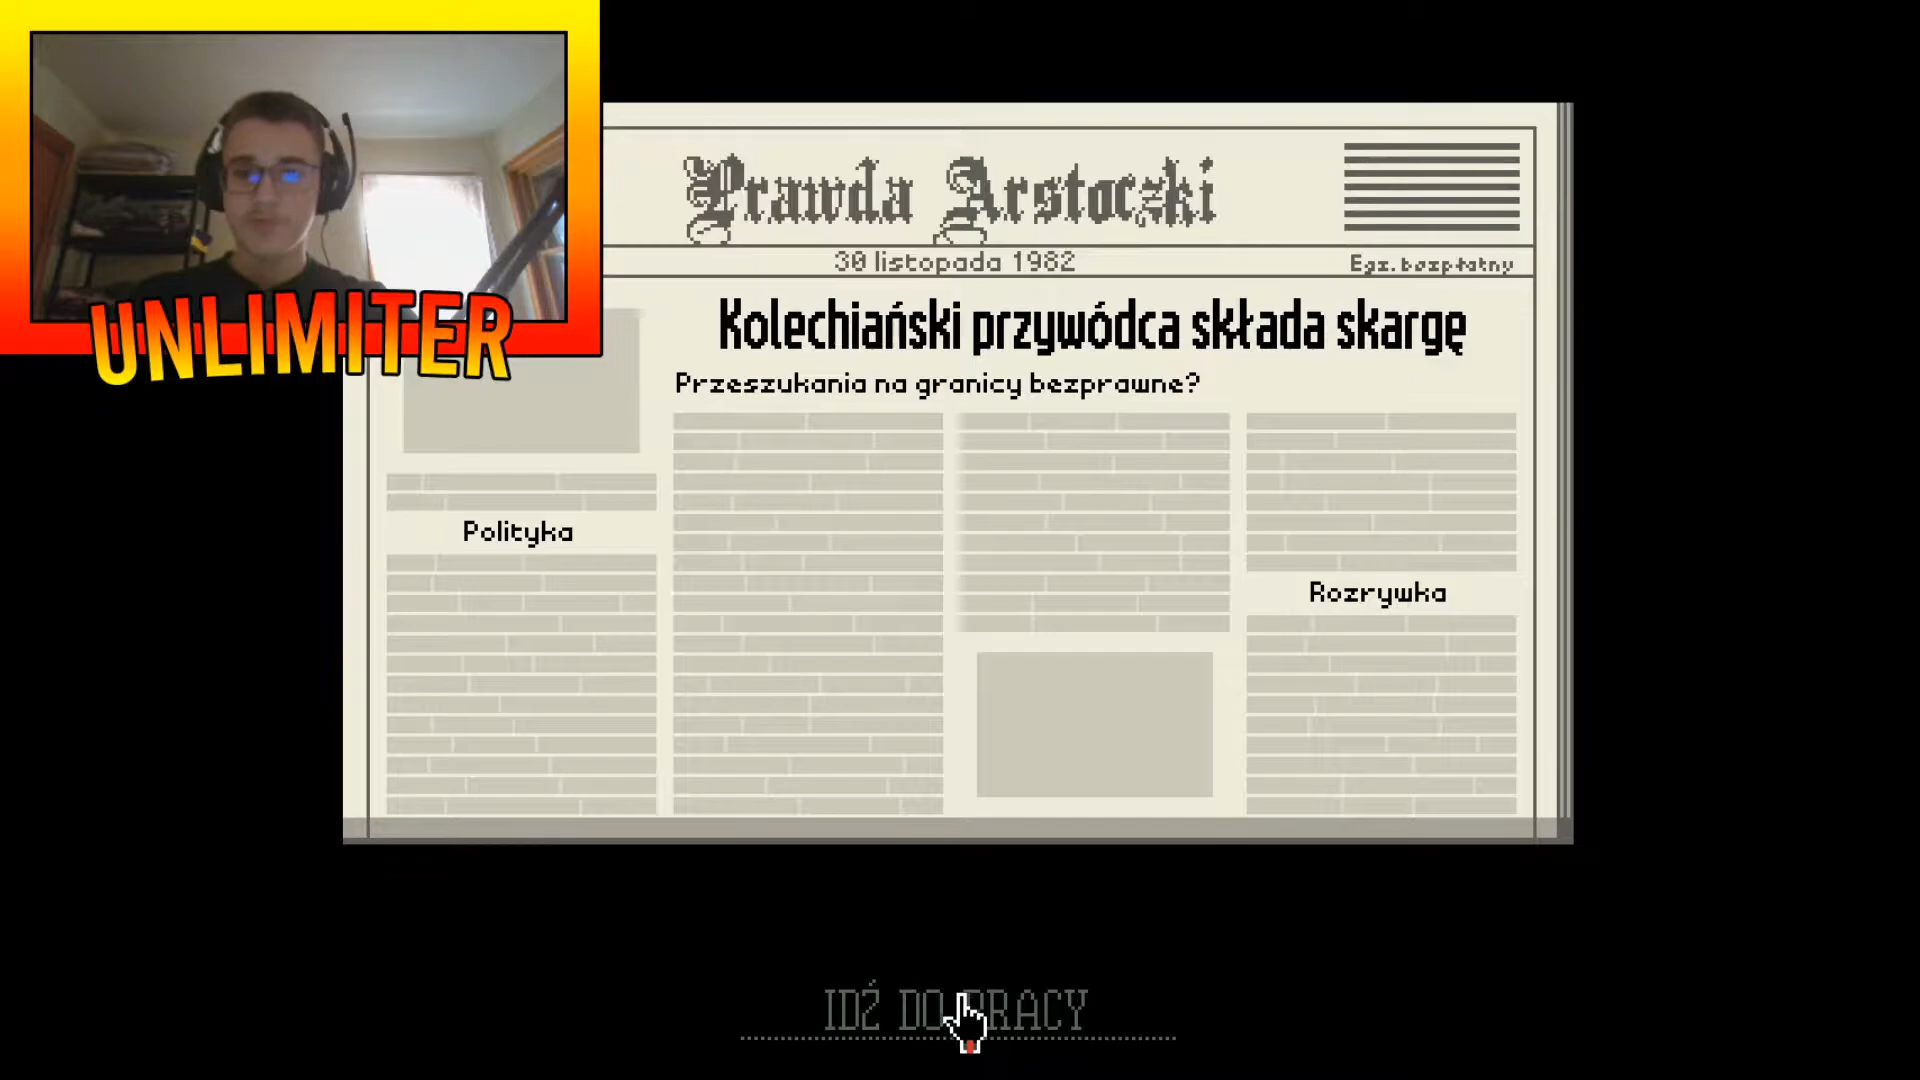 UNLIMITER
Prawda Arstoczki
30 listopada 1982
Egz. bezpłatny
Kolechiański przywódca składa skargę
Przeszukania na granicy bezprawne?
Polityka
Rozrywka
IDŹ DO PRACY